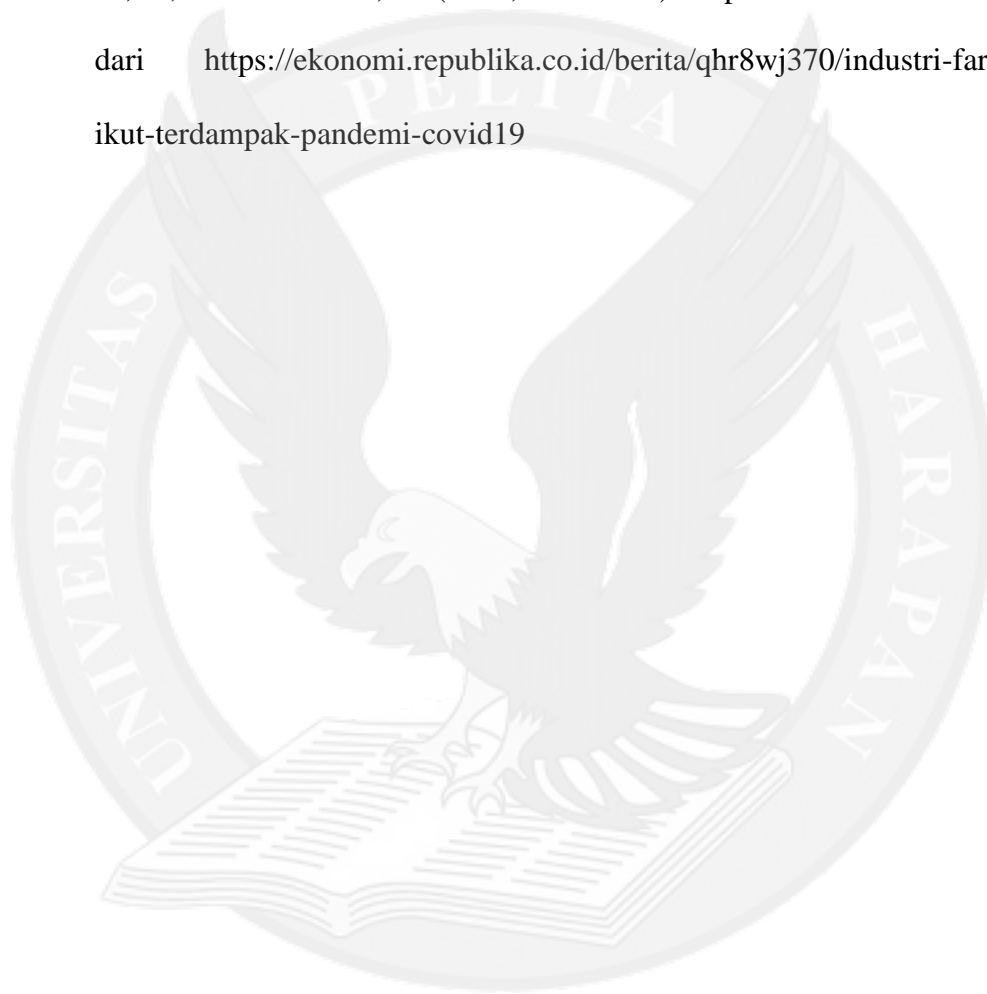 dari https://ekonomi.republika.co.id/berita/qhr8wj370/industri-far
ikut-terdampak-pandemi-covid19
UNIVERSITAS PELITA HARAPAN